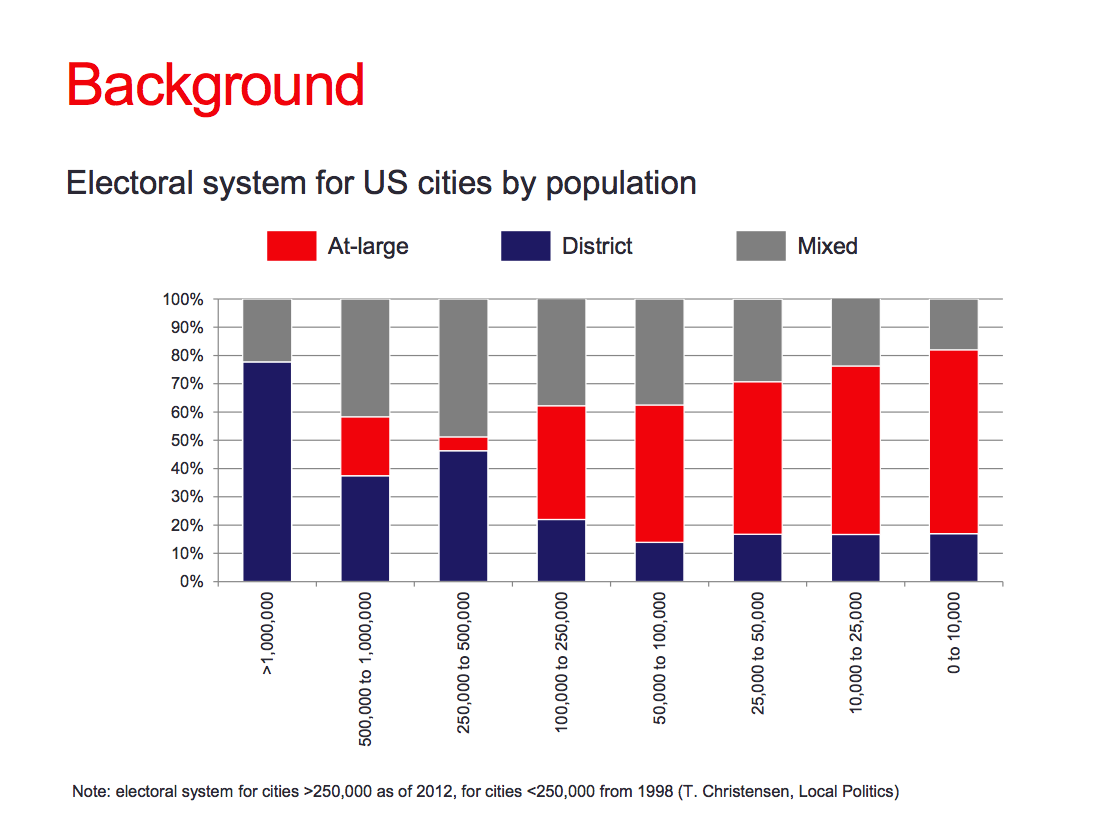 Background
Electoral system for US cities by population
At-large District Mixed
100%
90%
80%
70%
60%
50%
40%
30%
20%
10%
0%
>1,000,000
500,000 to 1,000,000
250,000 to 500,000
100,000 to 250,000
50,000 to 100,000
25,000 to 50,000
10,000 to 25,000
0 to 10,000
Note: electoral system for cities >250,000 as of 2012, for cities <250,000 from 1998 (T. Christensen, Local Politics)